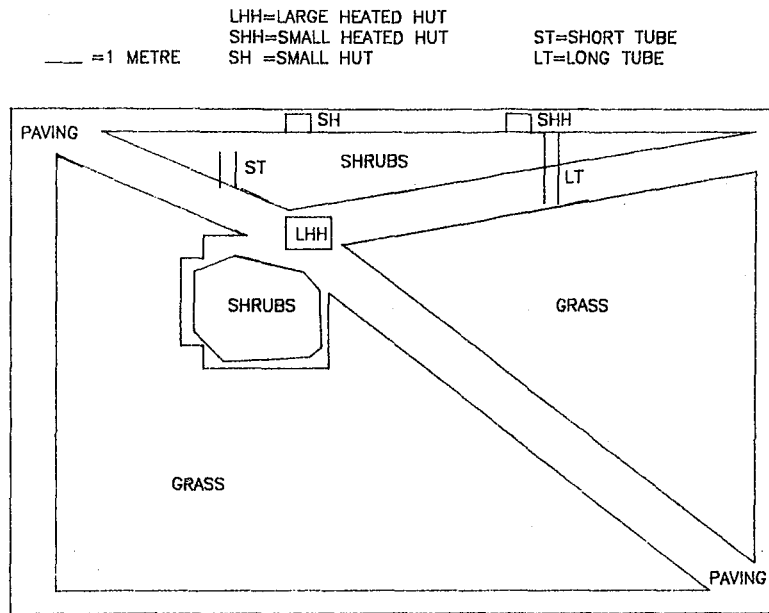 LHH=LARGE HEATED HUT
SHH=SMALL HEATED HUT ST=SHORT TUBE
=1 METRE SH =SMALL HUT LT=LONG TUBE
SH SHH
PAVING
SHRUBS
ST LT
LHH
SHRUBS
GRASS
GRASS
PAVING